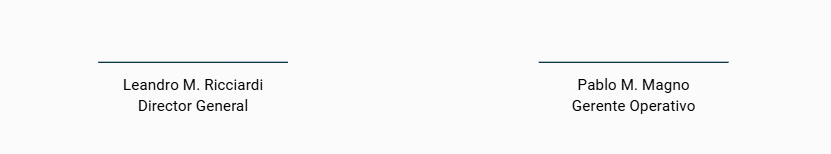 Leandro M. Ricciardi
Director General
Pablo M. Magno
Gerente Operativo